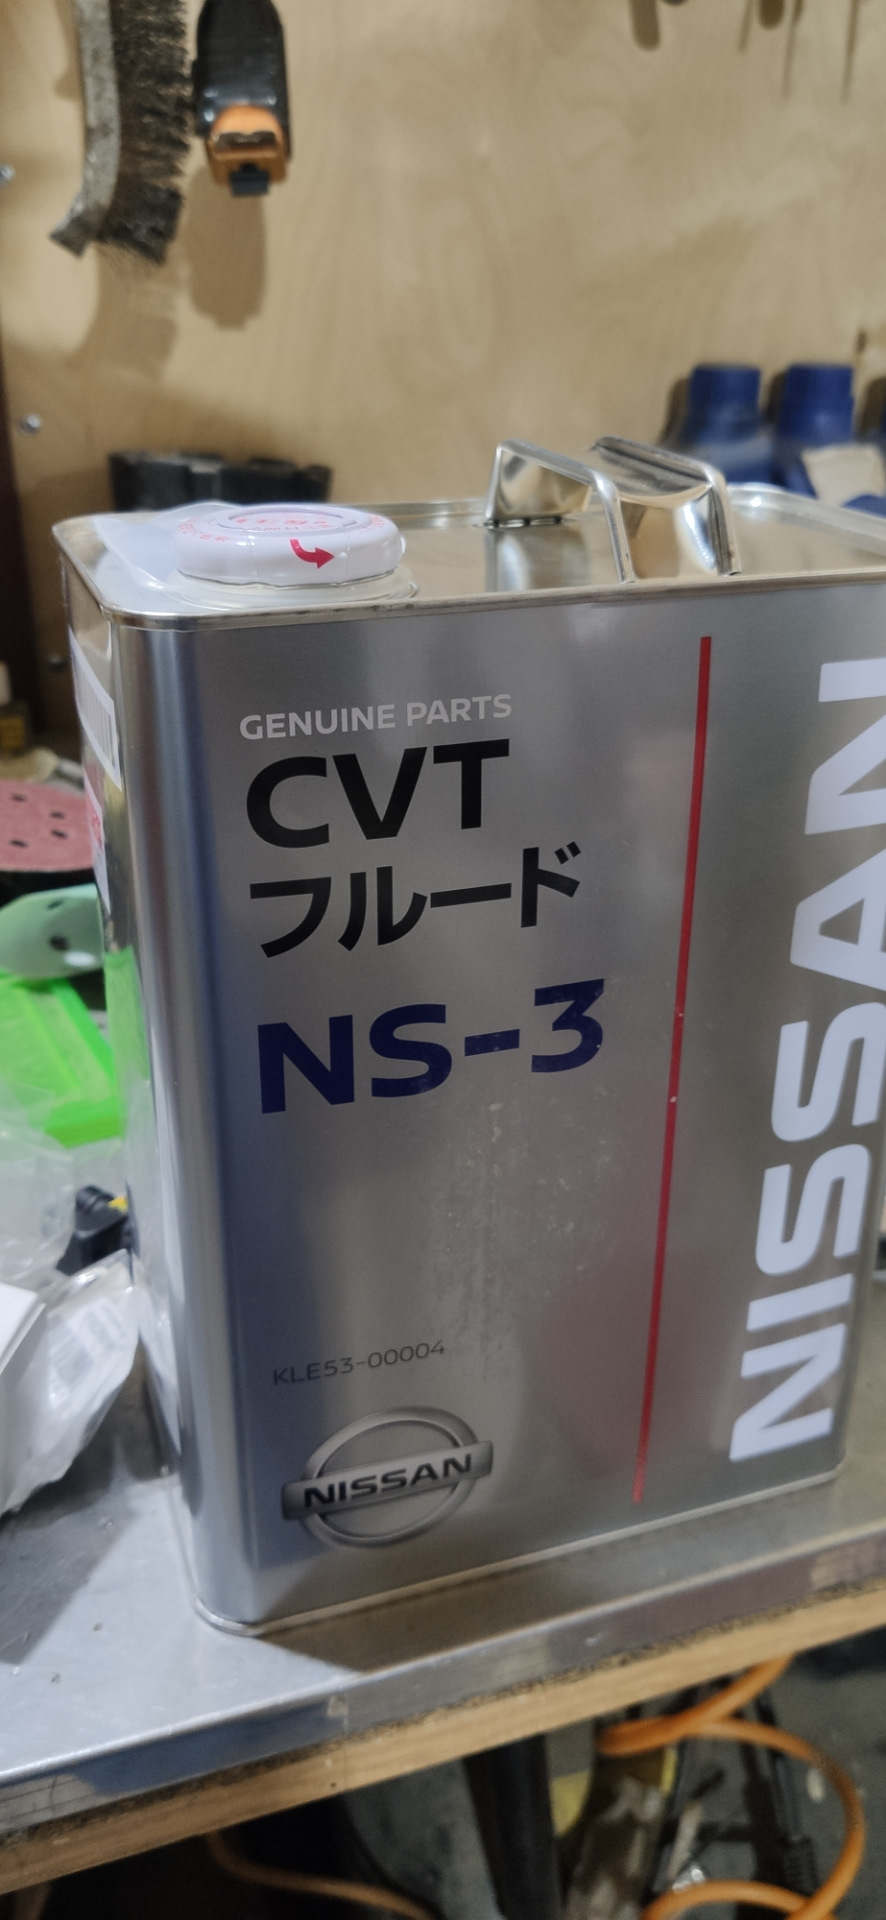 GENUINE PARTS
CVT
フルード
NS-3
KLE53-00004
NISSAN
NISSAN